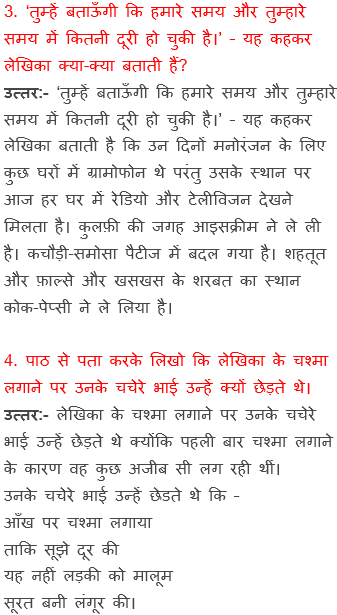 3. ‘तुम्हें बताऊँगी कि हमारे समय और तुम्हारे
समय में कितनी दूरी हो चुकी है।’ - यह कहकर
लेखिका क्या-क्या बताती हैं?
उत्तर:- ‘तुम्हें बताऊँगी कि हमारे समय और तुम्हारे
समय में कितनी दूरी हो चुकी है।’ - यह कहकर
लेखिका बताती है कि उन दिनों मनोरंजन के लिए
कुछ घरों में ग्रामोफोन थे परंतु उसके स्थान पर
आज हर घर में रेडियो और टेलीविजन देखने
मिलता है। कुलफ़ी की जगह आइसक्रीम ने ले ली
है। कचौड़ी-समोसा पैटीज में बदल गया है। शहतूत
और फ़ाल्से और खसखस के शरबत का स्थान
कोक-पेप्सी ने ले लिया है।
4. पाठ से पता करके लिखो कि लेखिका के चश्मा
लगाने पर उनके चचेरे भाई उन्हें क्यों छेड़ते थे।
उत्तर:- लेखिका के चश्मा लगाने पर उनके चचेरे
भाई उन्हें छेड़ते थे क्योंकि पहली बार चश्मा लगाने
के कारण वह कुछ अजीब सी लग रही थीं।
उनके चचेरे भाई उन्हें छेडते थे कि –
आँख पर चश्मा लगाया
ताकि सूझे दूर की
यह नहीं लड़की को मालूम
सूरत बनी लंगूर की।